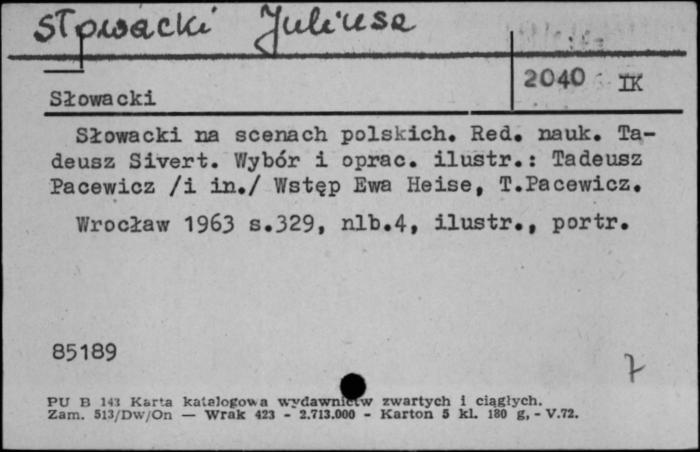 Słowacki Juliusz
2040 IX
Słowacki
Słowacki na scenach polskich. Red. nauk. Ta-
deusz Sivert. Wybór i oprac. ilustr.: Tadeusz
Pacewicz /i in./ Wstęp Ewa Heise, T.Pacewicz.
Wrocław 1963 s.329, nlb.4, ilustr., portr.
85189
7
PU B 143 Karta katalogowa wydawnictw zwartych i ciągłych.
Zam. 513/Dw/On — Wrak 423 - 2.713.000 - Karton 5 kl. 180 g, - V.72.